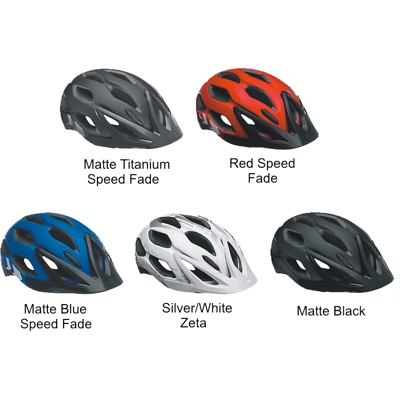 Matte Titanium
Speed Fade
Red Speed
Fade
Matte Blue
Speed Fade
Silver/White
Zeta
Matte Black